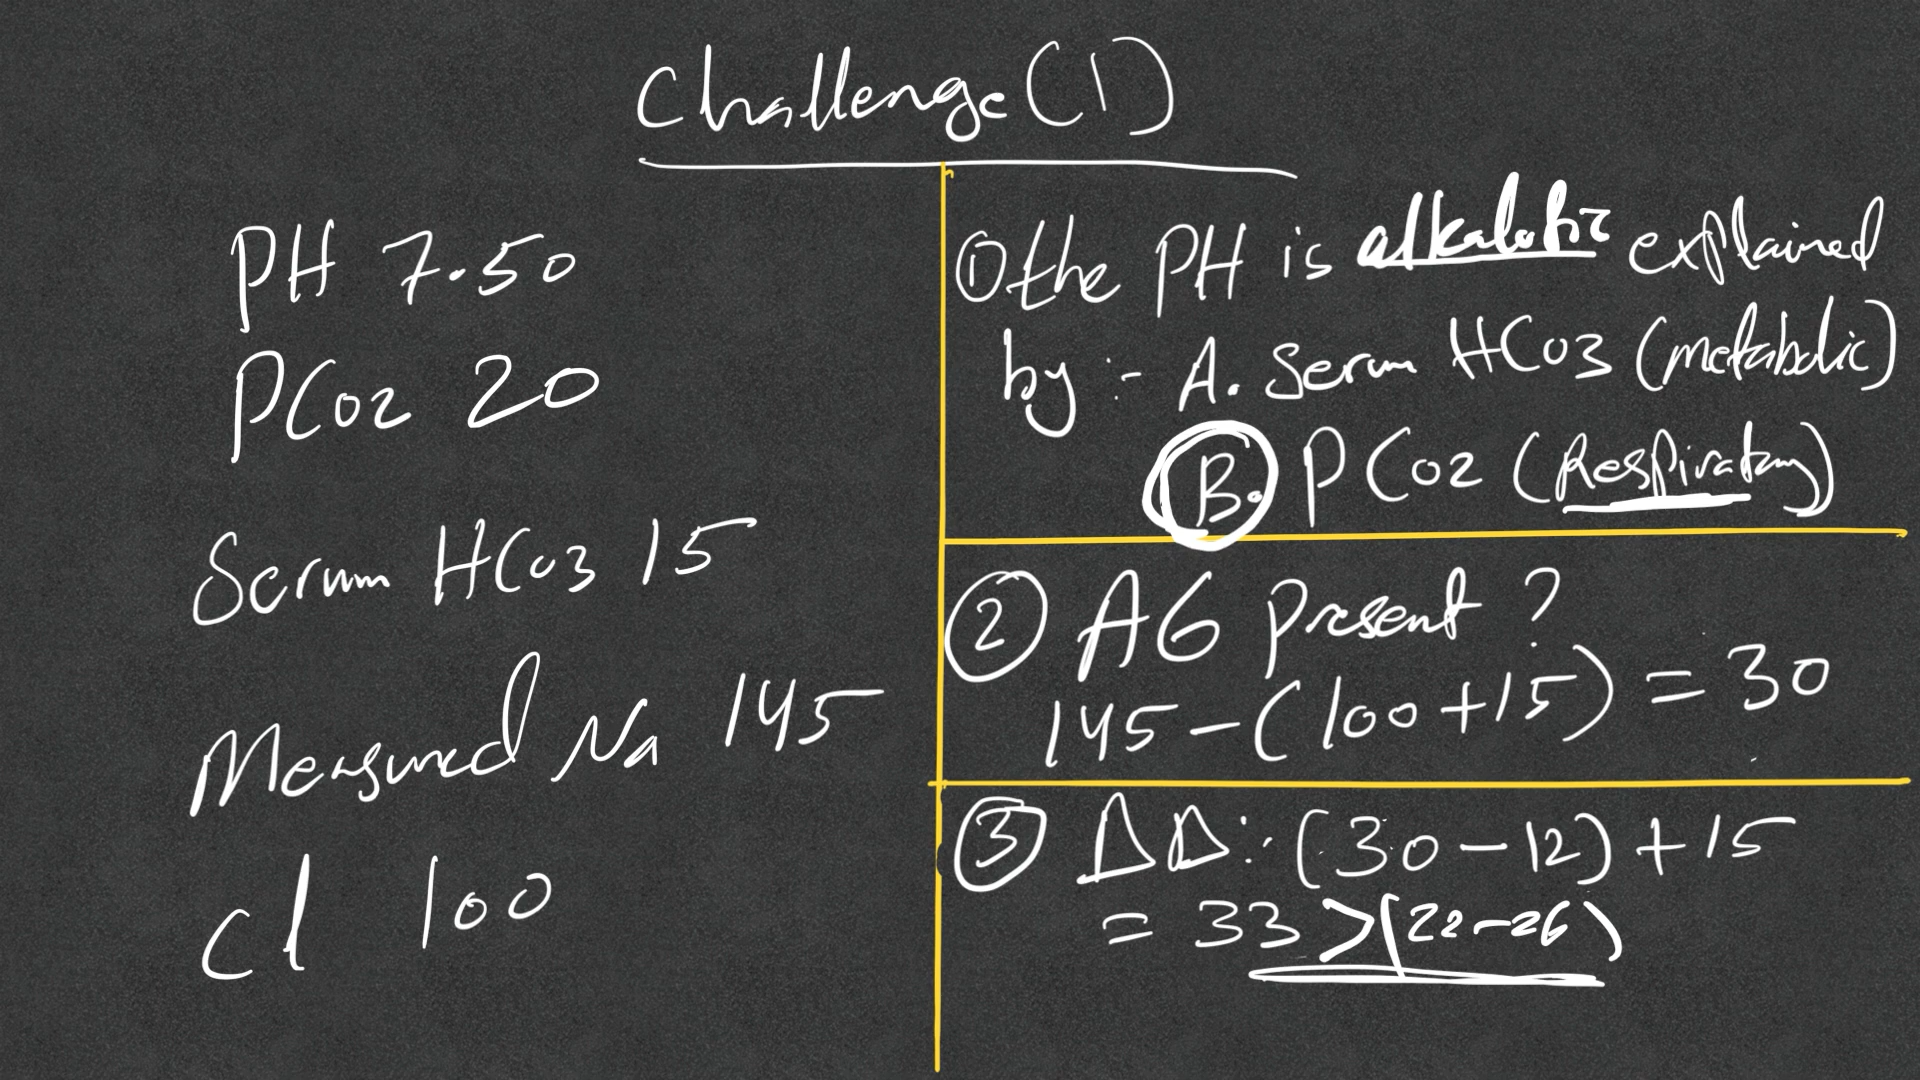 Challenge (1)
PH 7.50
PCO2 20
Serum HCO3 15
Measured Na 145
Cl 100
① the PH is alkalotic explained
by :- A. Serum HCO3 (metabolic)
B. PCO2 (Respiratory)
② AG Present ?
145 - (100 + 15) = 30
③ ΔΔ: (30 - 12) + 15
= 33 > (22-26)